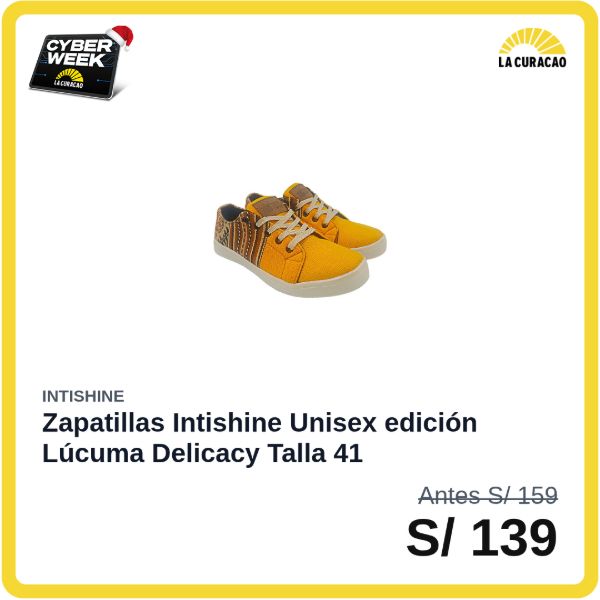 CYBER
WEEK
LA CURACAO
LA CURACAO
INTISHINE
Zapatillas Intishine Unisex edición
Lúcuma Delicacy Talla 41
Antes S/ 159
S/ 139